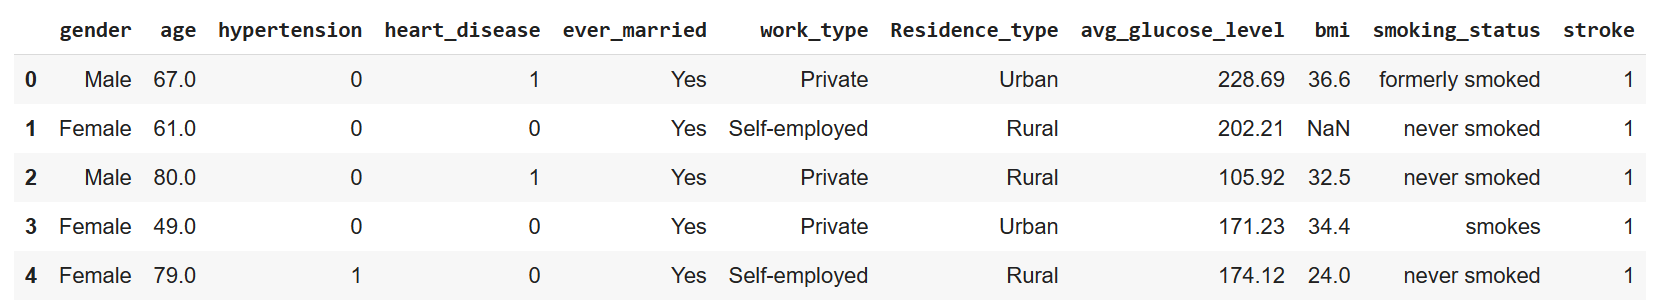 gender age hypertension heart_disease ever_married work_type Residence_type avg_glucose_level bmi smoking_status stroke
0 Male 67.0 0 1 Yes Private Urban 228.69 36.6 formerly smoked 1
1 Female 61.0 0 0 Yes Self-employed Rural 202.21 NaN never smoked 1
2 Male 80.0 0 1 Yes Private Rural 105.92 32.5 never smoked 1
3 Female 49.0 0 0 Yes Private Urban 171.23 34.4 smokes 1
4 Female 79.0 1 0 Yes Self-employed Rural 174.12 24.0 never smoked 1